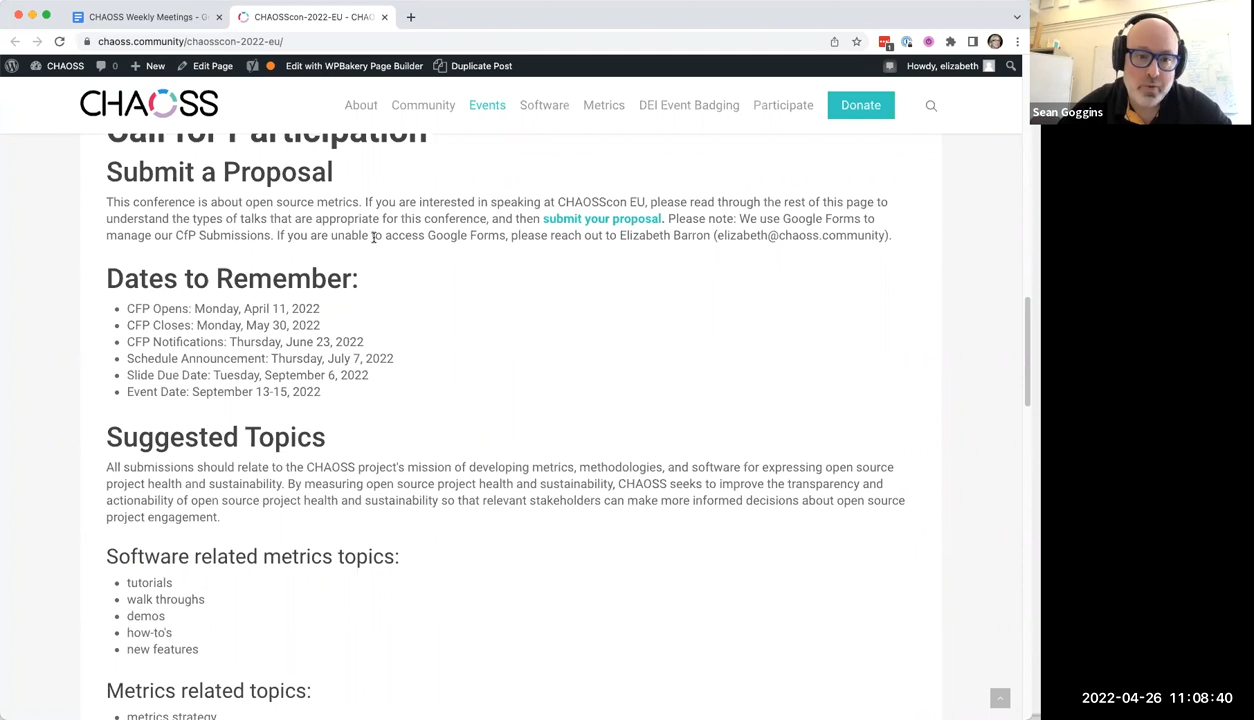 CHAOSS Weekly Meetings - G
CHAOSScon-2022-EU - CHAO
chaoss.community/chaosscon-2022-eu/
1
CHAOSS
0
New
Edit Page
Edit with WPBakery Page Builder
Duplicate Post
Howdy, elizabeth
CHAOSS
About
Community
Events
Software
Metrics
DEI Event Badging
Participate
Donate
Sean Goggins
Call for Participation
Submit a Proposal
This conference is about open source metrics. If you are interested in speaking at CHAOSScon EU, please read through the rest of this page to
understand the types of talks that are appropriate for this conference, and then submit your proposal. Please note: We use Google Forms to
manage our CfP Submissions. If you are unable to access Google Forms, please reach out to Elizabeth Barron (elizabeth@chaoss.community).
Dates to Remember:
CFP Opens: Monday, April 11, 2022
CFP Closes: Monday, May 30, 2022
CFP Notifications: Thursday, June 23, 2022
Schedule Announcement: Thursday, July 7, 2022
Slide Due Date: Tuesday, September 6, 2022
Event Date: September 13-15, 2022
Suggested Topics
All submissions should relate to the CHAOSS project's mission of developing metrics, methodologies, and software for expressing open source
project health and sustainability. By measuring open source project health and sustainability, CHAOSS seeks to improve the transparency and
actionability of open source project health and sustainability so that relevant stakeholders can make more informed decisions about open source
project engagement.
Software related metrics topics:
tutorials
walk throughs
demos
how-to's
new features
Metrics related topics:
metrics strategy
2022-04-26 11:08:40